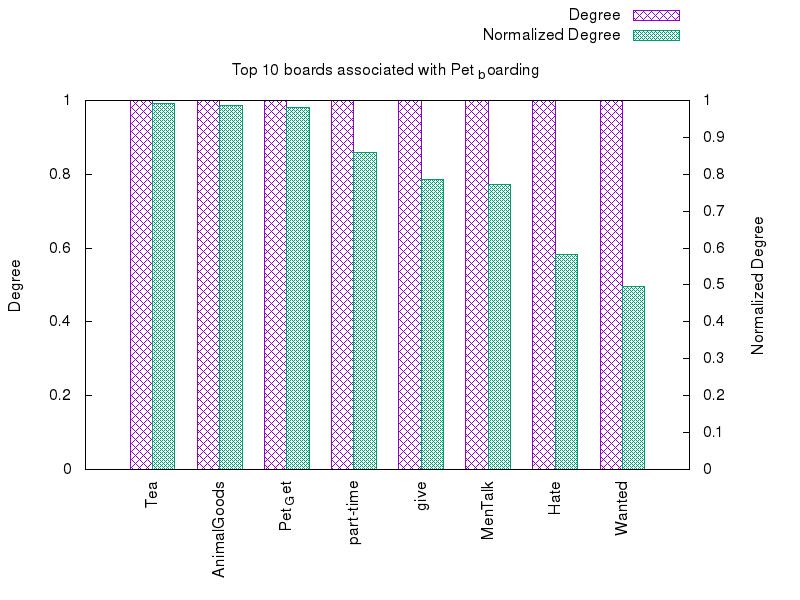 Degree
Normalized Degree
Top 10 boards associated with Pet boarding
1
0.8
0.6
0.4
0.2
0
1
0.9
0.8
0.7
0.6
0.5
0.4
0.3
0.2
0.1
0
Degree
Normalized Degree
Tea
AnimalGoods
PetGet
part-time
give
MenTalk
Hate
Wanted